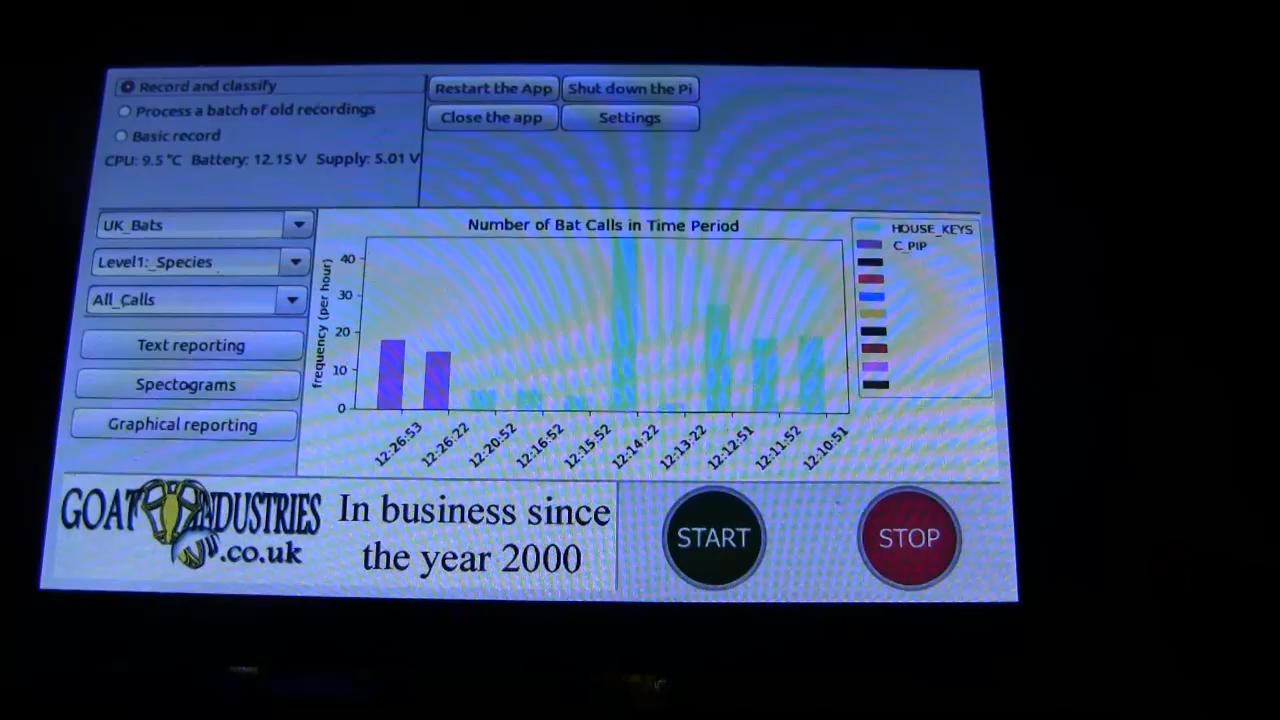 Record and classify
Process a batch of old recordings
Basic record
CPU: 9.5 °C Battery: 12.15 V Supply: 5.01 V
Restart the App
Shut down the Pi
Close the app
Settings
UK_Bats
Level1:_Species
All_Calls
Text reporting
Spectograms
Graphical reporting
Number of Bat Calls in Time Period
frequency (per hour)
40
30
20
10
0
12:26:53
12:26:22
12:20:52
12:16:52
12:15:52
12:14:22
12:13:22
12:12:51
12:11:52
12:10:51
HOUSE_KEYS
C_PIP
GOAT INDUSTRIES
.co.uk
In business since
the year 2000
START
STOP